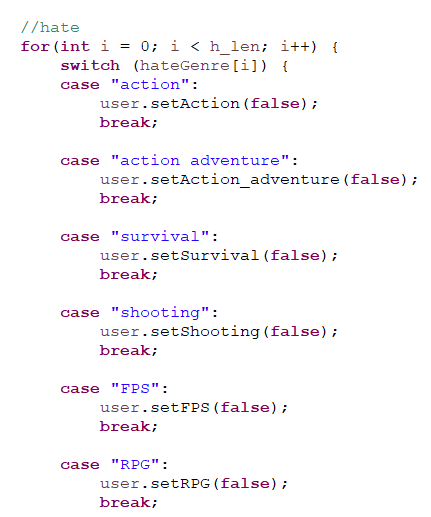 //hate
for(int i = 0; i < h_len; i++) {
    switch (hateGenre[i]) {
    case "action":
        user.setAction(false);
        break;

    case "action adventure":
        user.setAction_adventure(false);
        break;

    case "survival":
        user.setSurvival(false);
        break;

    case "shooting":
        user.setShooting(false);
        break;

    case "FPS":
        user.setFPS(false);
        break;

    case "RPG":
        user.setRPG(false);
        break;